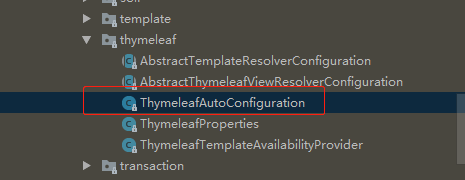 template
thymeleaf
AbstractTemplateResolverConfiguration
AbstractThymeleafViewResolverConfiguration
ThymeleafAutoConfiguration
ThymeleafProperties
ThymeleafTemplateAvailabilityProvider
transaction